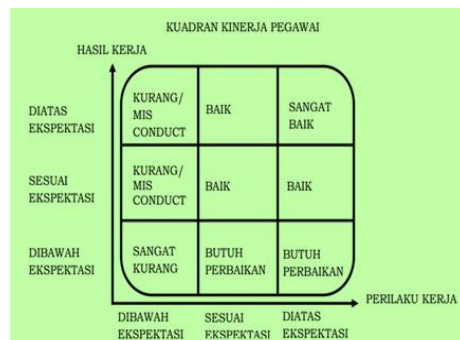 KUADRAN KINERJA PEGAWAI
HASIL KERJA
DIATAS
EKSPEKTASI
KURANG/
MIS
CONDUCT
BAIK
SANGAT
BAIK
SESUAI
EKSPEKTASI
KURANG/
MIS
CONDUCT
BAIK
BAIK
DIBAWAH
EKSPEKTASI
SANGAT
KURANG
BUTUH
PERBAIKAN
BUTUH
PERBAIKAN
PERILAKU KERJA
DIBAWAH
EKSPEKTASI
SESUAI
EKSPEKTASI
DIATAS
EKSPEKTASI